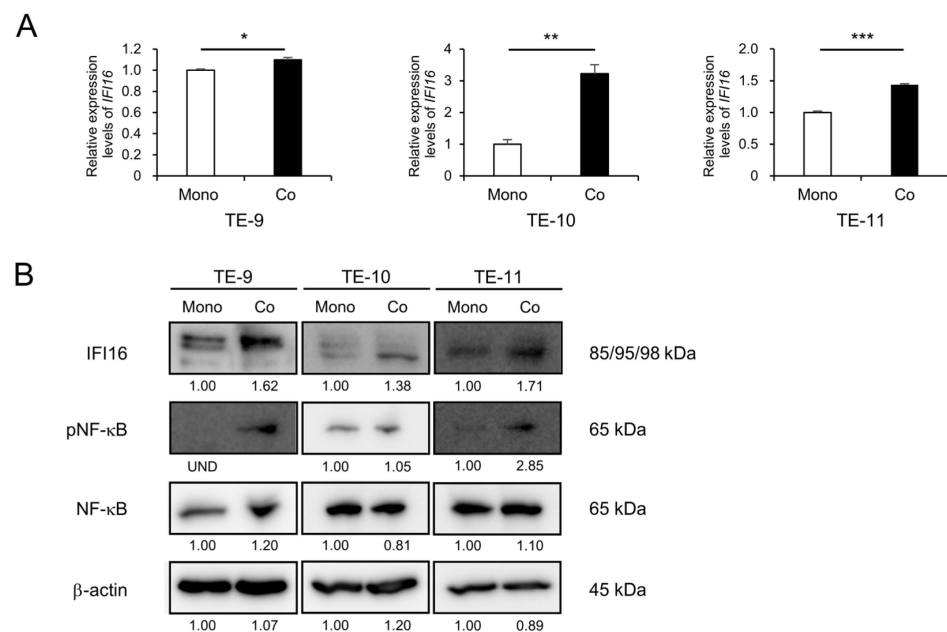 A
Relative expression
levels of IFI16
1.2
1.0
0.8
0.6
0.4
0.2
0
*
Mono
Co
TE-9
Relative expression
levels of IFI16
4
3
2
1
0
**
Mono
Co
TE-10
Relative expression
levels of IFI16
2.0
1.5
1.0
0.5
0
***
Mono
Co
TE-11
B
TE-9 TE-10 TE-11
Mono Co Mono Co Mono Co
IFI16 85/95/98 kDa
1.00 1.62 1.00 1.38 1.00 1.71
pNF-κB 65 kDa
UND 1.00 1.05 1.00 2.85
NF-κB 65 kDa
1.00 1.20 1.00 0.81 1.00 1.10
β-actin 45 kDa
1.00 1.07 1.00 1.20 1.00 0.89